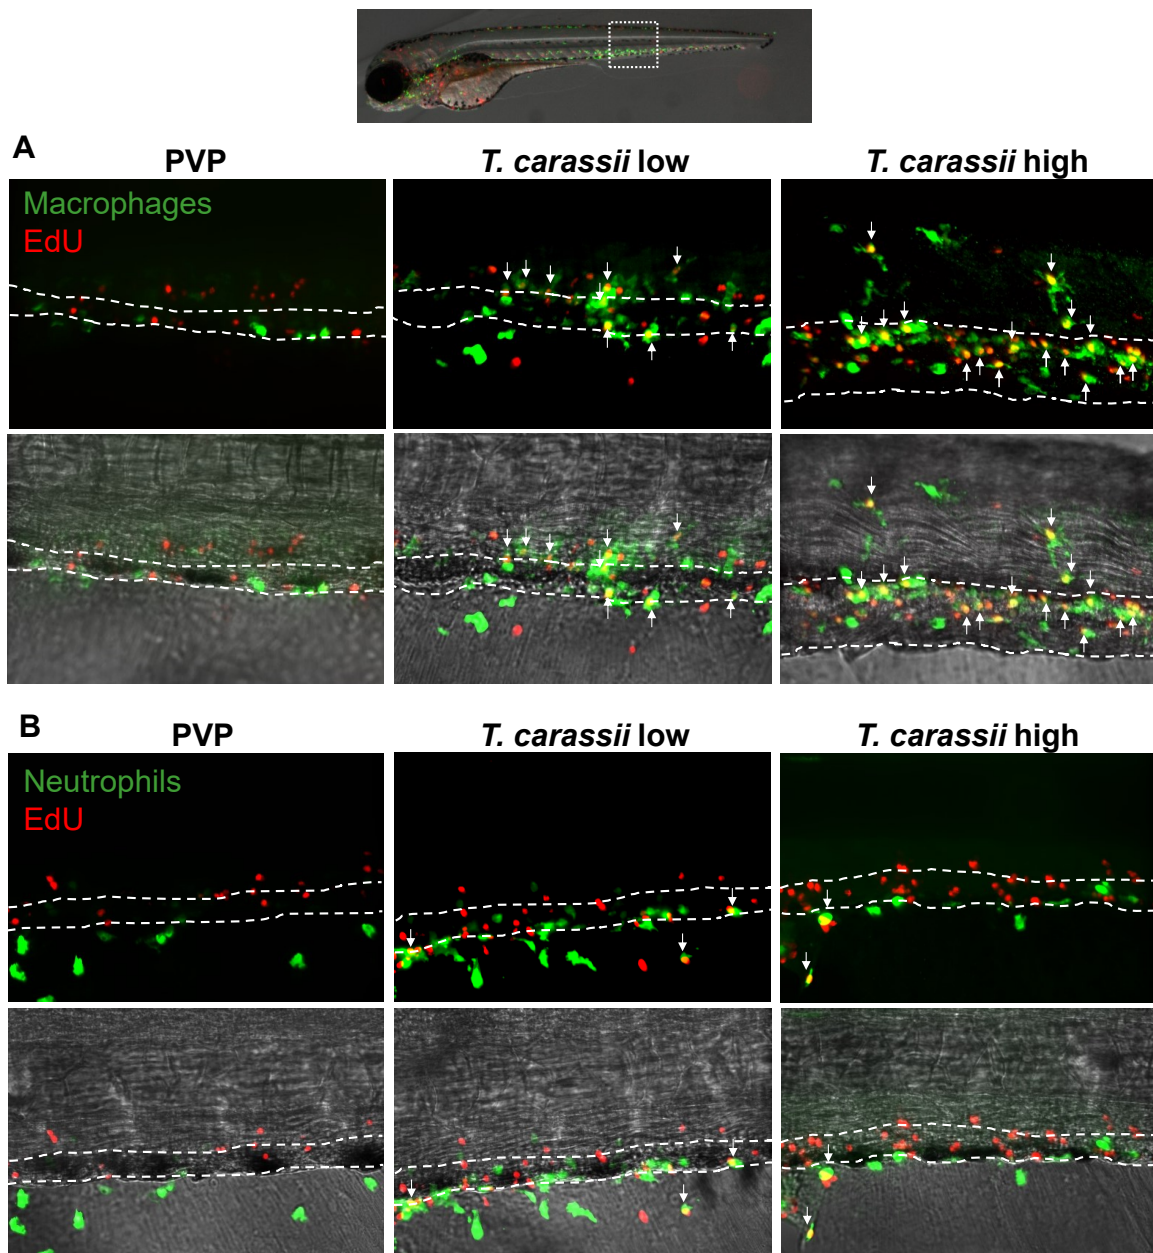 A
PVP
T. carassii low
T. carassii high
Macrophages
EdU
B
PVP
T. carassii low
T. carassii high
Neutrophils
EdU